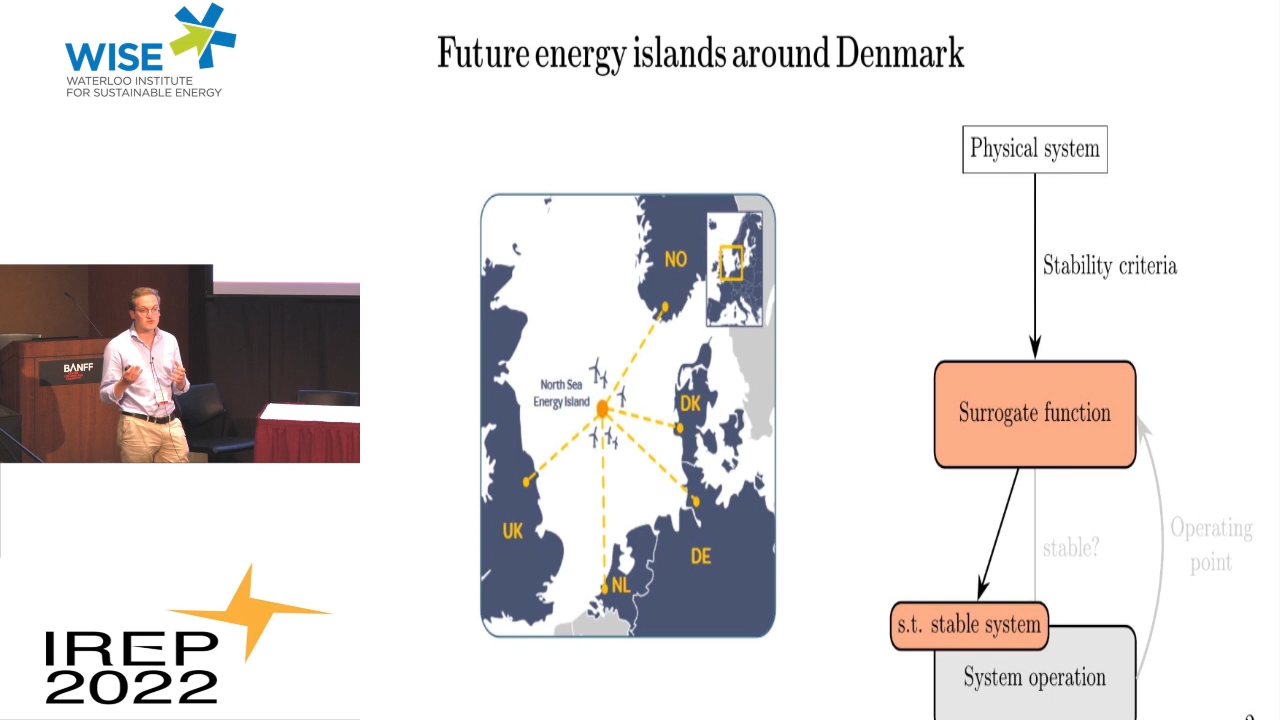 WISE
WATERLOO INSTITUTE
FOR SUSTAINABLE ENERGY
Future energy islands around Denmark
Physical system
Stability criteria
NO
North Sea
Energy Island
DK
UK
DE
NL
Surrogate function
stable?
Operating
point
s.t. stable system
System operation
BANFF
IREP
2022